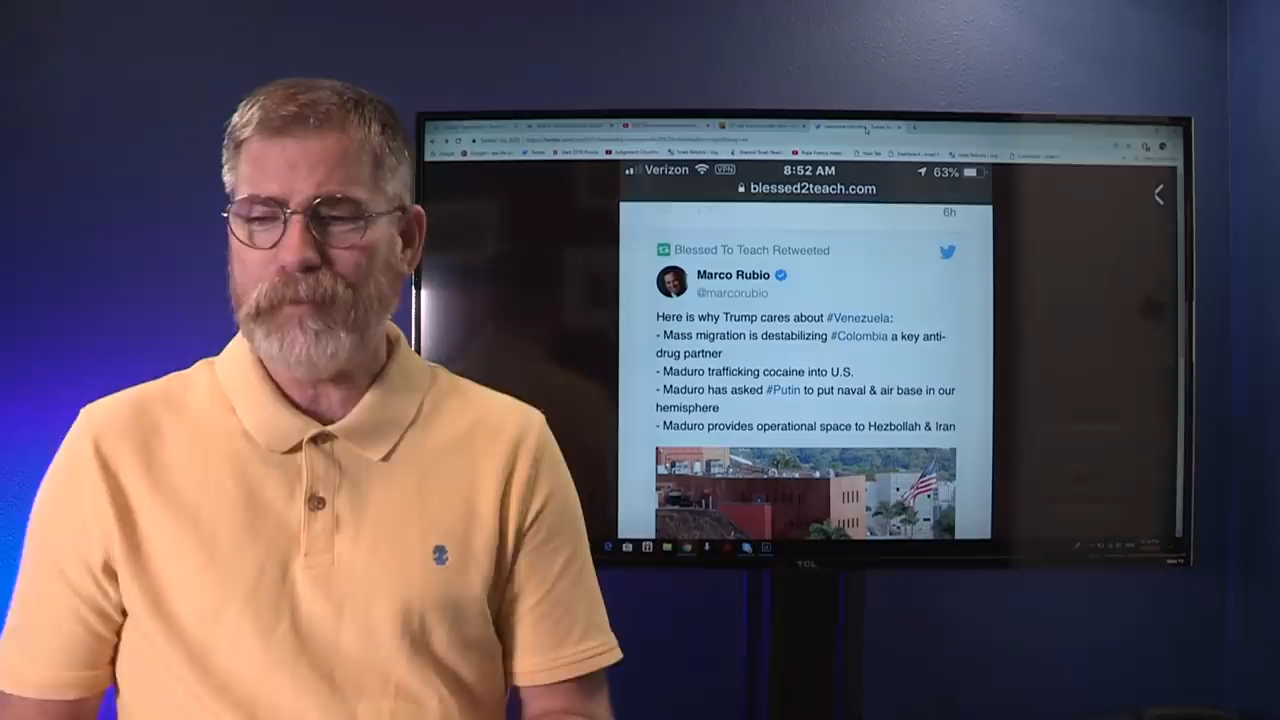 Verizon VPN 8:52 AM 63%
blessed2teach.com
6h
Blessed To Teach Retweeted
Marco Rubio
@marcorubio
Here is why Trump cares about #Venezuela:
- Mass migration is destabilizing #Colombia a key anti-
drug partner
- Maduro trafficking cocaine into U.S.
- Maduro has asked #Putin to put naval & air base in our
hemisphere
- Maduro provides operational space to Hezbollah & Iran
TCL